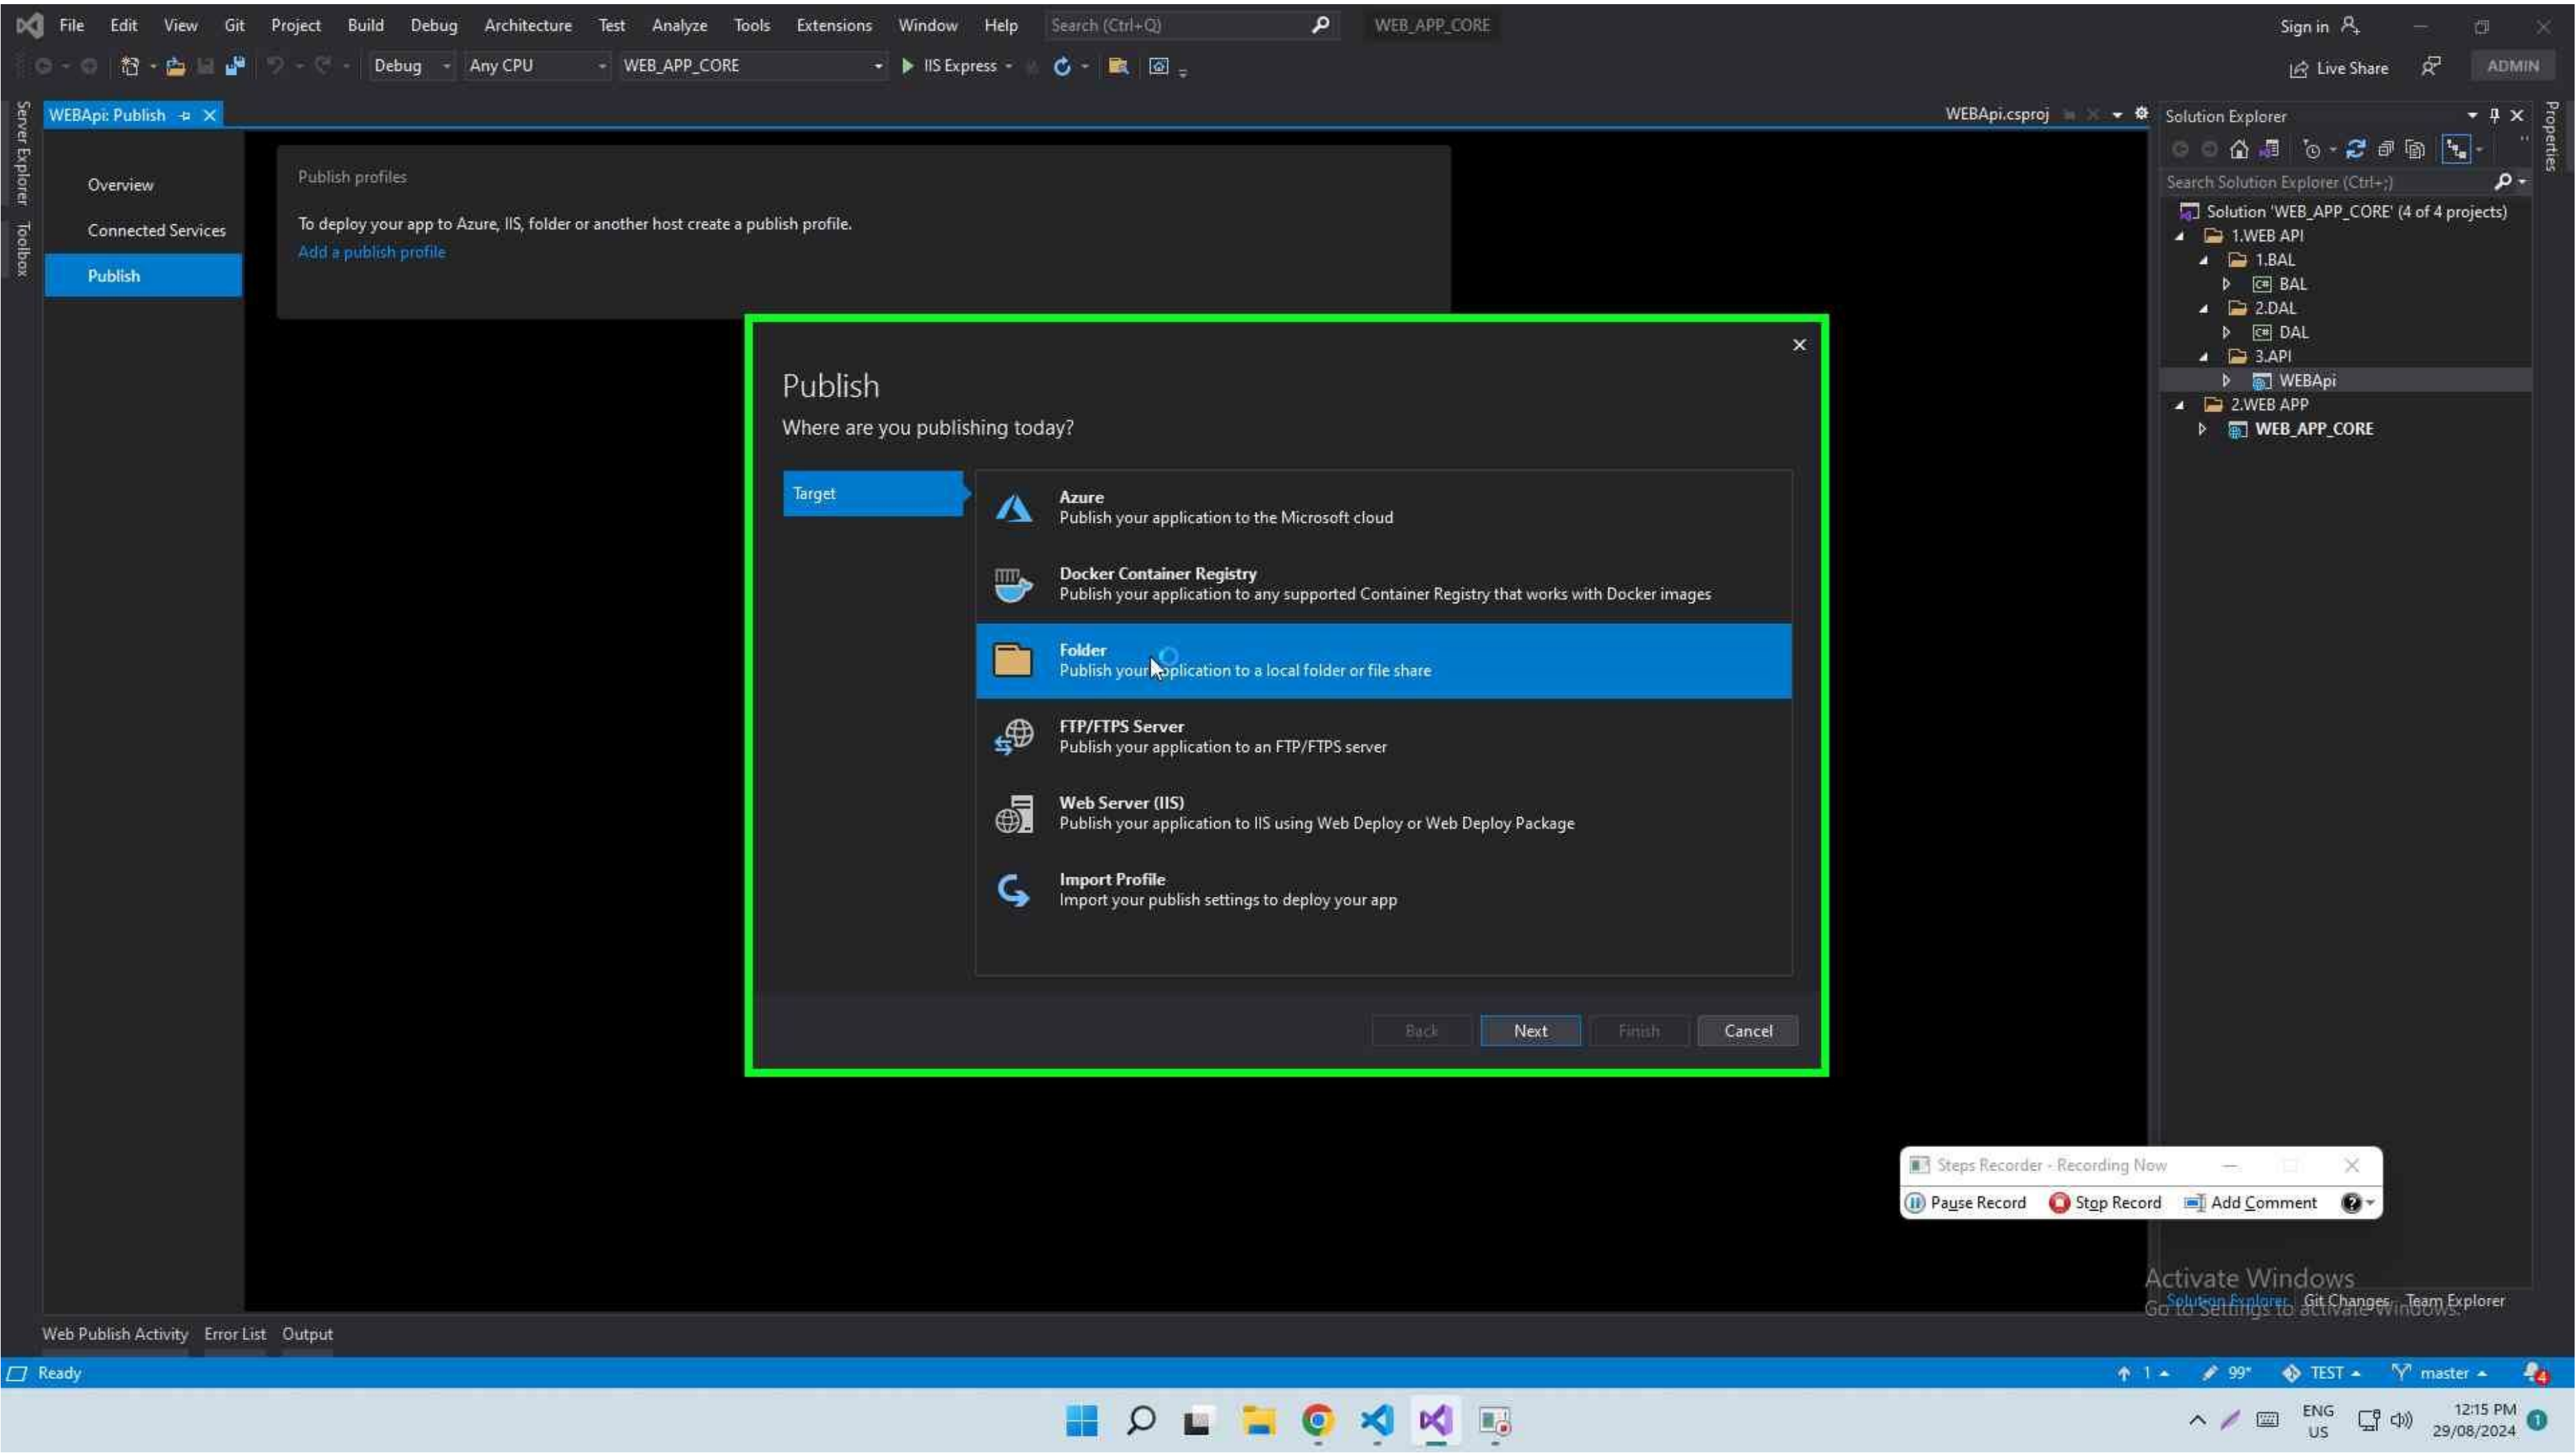 File Edit View Git Project Build Debug Architecture Test Analyze Tools Extensions Window Help Search (Ctrl+Q) WEB_APP_CORE Sign in
Debug Any CPU WEB_APP_CORE IIS Express Live Share ADMIN
Server Explorer
Toolbox
WEBApi: Publish
WEBApi.csproj
Overview
Connected Services
Publish
Publish profiles
To deploy your app to Azure, IIS, folder or another host create a publish profile.
Add a publish profile
Publish
Where are you publishing today?
Target
Azure
Publish your application to the Microsoft cloud
Docker Container Registry
Publish your application to any supported Container Registry that works with Docker images
Folder
Publish your application to a local folder or file share
FTP/FTPS Server
Publish your application to an FTP/FTPS server
Web Server (IIS)
Publish your application to IIS using Web Deploy or Web Deploy Package
Import Profile
Import your publish settings to deploy your app
Back Next Finish Cancel
Solution Explorer
Properties
Search Solution Explorer (Ctrl+;)
Solution 'WEB_APP_CORE' (4 of 4 projects)
1.WEB API
1.BAL
C# BAL
2.DAL
C# DAL
3.API
WEBApi
2.WEB APP
WEB_APP_CORE
Steps Recorder - Recording Now
Pause Record Stop Record Add Comment
Activate Windows
Go to Settings to activate Windows.
Solution Explorer Git Changes Team Explorer
Web Publish Activity Error List Output
Ready 1 99+ TEST master 4
ENG
US
12:15 PM
29/08/2024
1